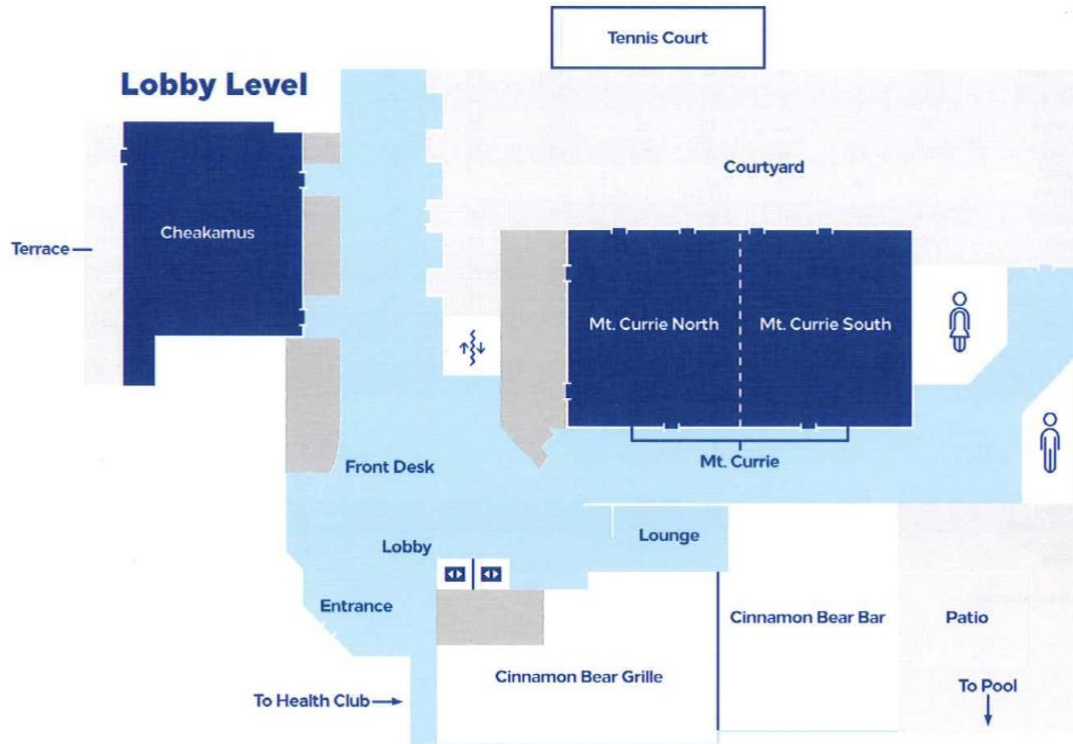 Tennis Court
Lobby Level
Courtyard
Cheakamus
Terrace
Mt. Currie North
Mt. Currie South
Mt. Currie
Front Desk
Lounge
Lobby
Entrance
Cinnamon Bear Bar
Patio
Cinnamon Bear Grille
To Pool
To Health Club